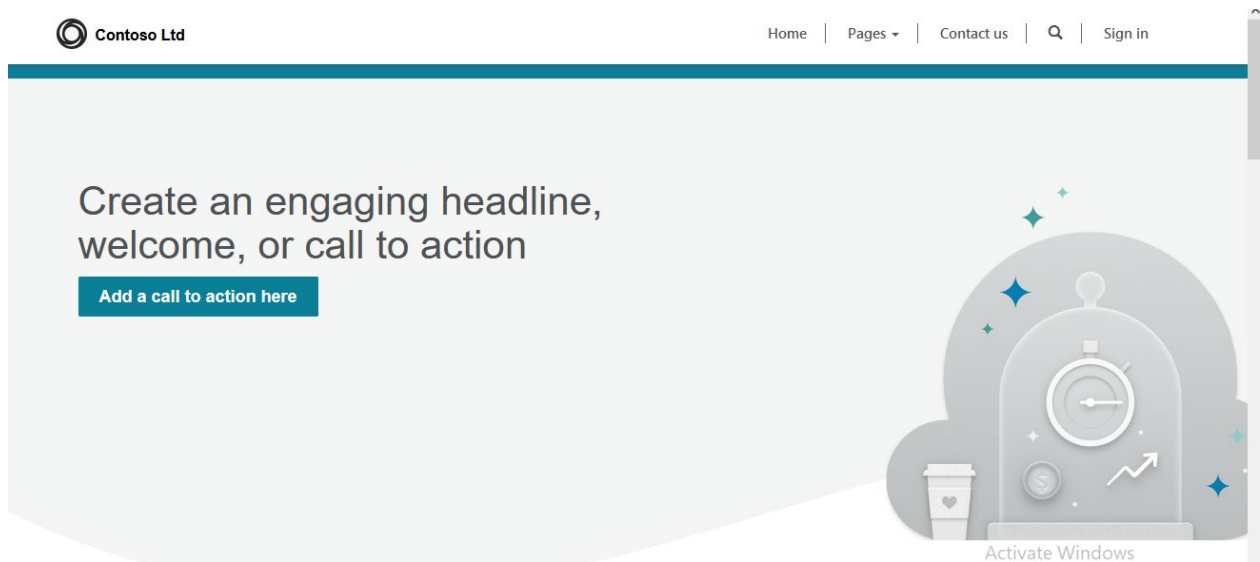 Contoso Ltd
Home
Pages
Contact us
Sign in
Create an engaging headline,
welcome, or call to action
Add a call to action here
$
Activate Windows